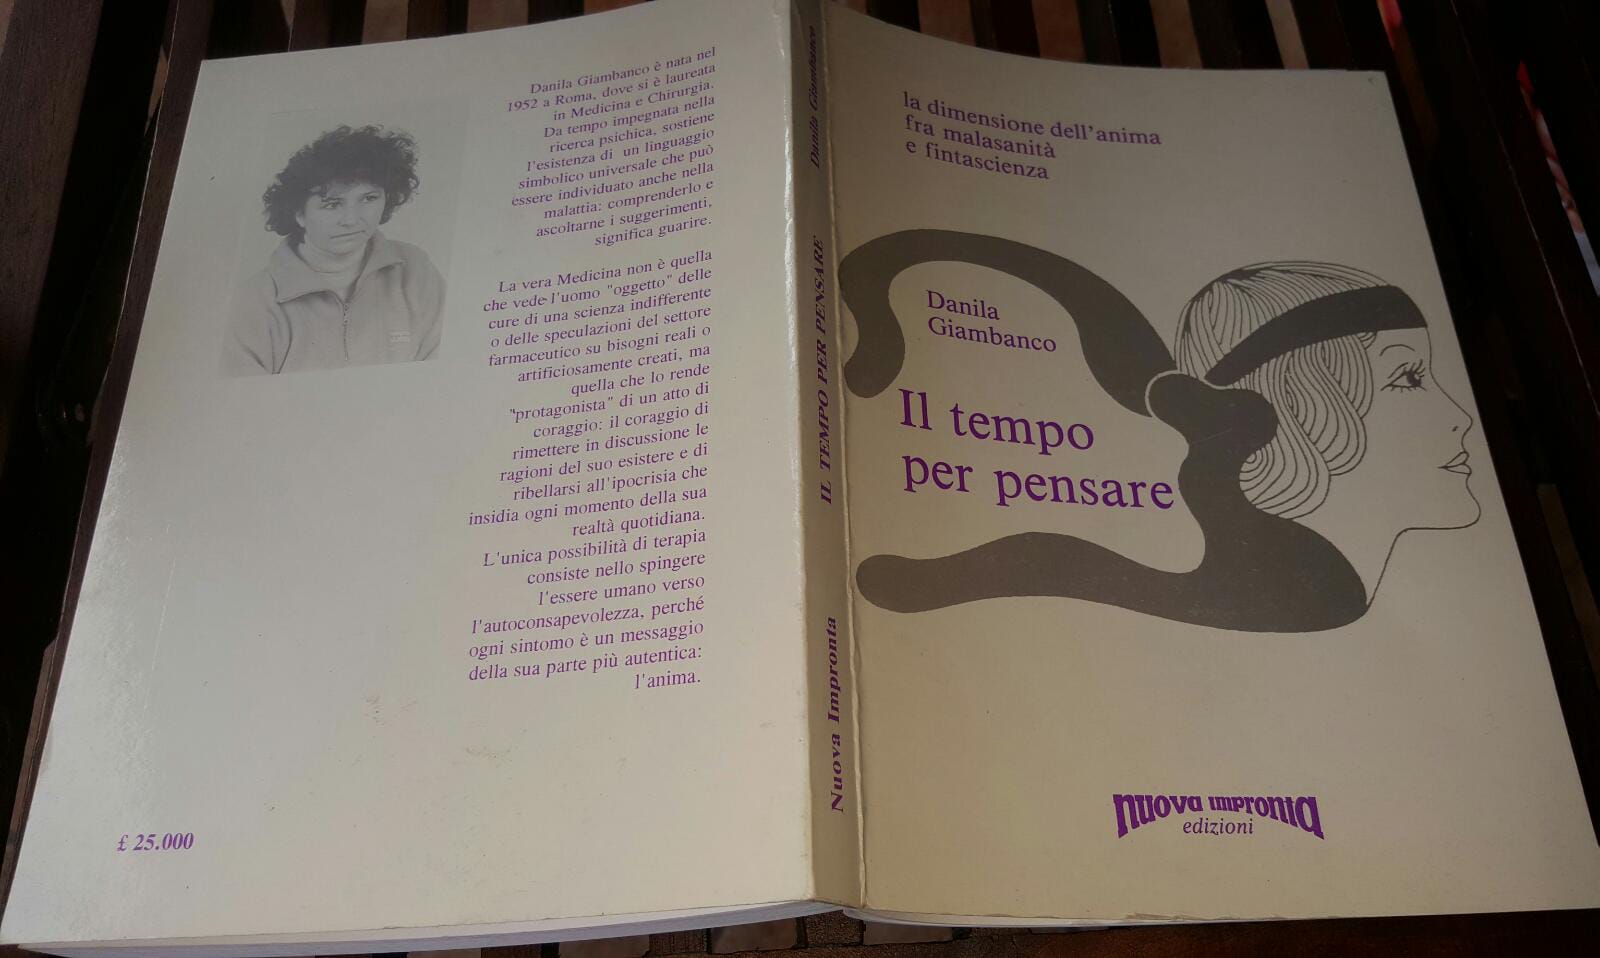 Danila Giambanco è nata nel
1952 a Roma, dove si è laureata
in Medicina e Chirurgia.
Da tempo impegnata nella
ricerca psichica, sostiene
l'esistenza di un linguaggio
simbolico universale che può
essere individuato anche nella
malattia: comprenderlo e
ascoltarne i suggerimenti,
significa guarire.
La vera Medicina non è quella
che vede l'uomo "oggetto" delle
cure di una scienza indifferente
o delle speculazioni del settore
farmaceutico su bisogni reali o
artificiosamente creati, ma
quella che lo rende
"protagonista" di un atto di
coraggio: il coraggio di
rimettere in discussione le
ragioni del suo esistere e di
ribellarsi all'ipocrisia che
insidia ogni momento della sua
realtà quotidiana.
L'unica possibilità di terapia
consiste nello spingere
l'essere umano verso
l'autoconsapevolezza, perché
ogni sintomo è un messaggio
della sua parte più autentica:
l'anima.
£ 25.000
Danila Giambanco
IL TEMPO PER PENSARE
Nuova Impronta
la dimensione dell'anima
fra malasanità
e fintascienza
Danila
Giambanco
Il tempo
per pensare
nuova impronta
edizioni